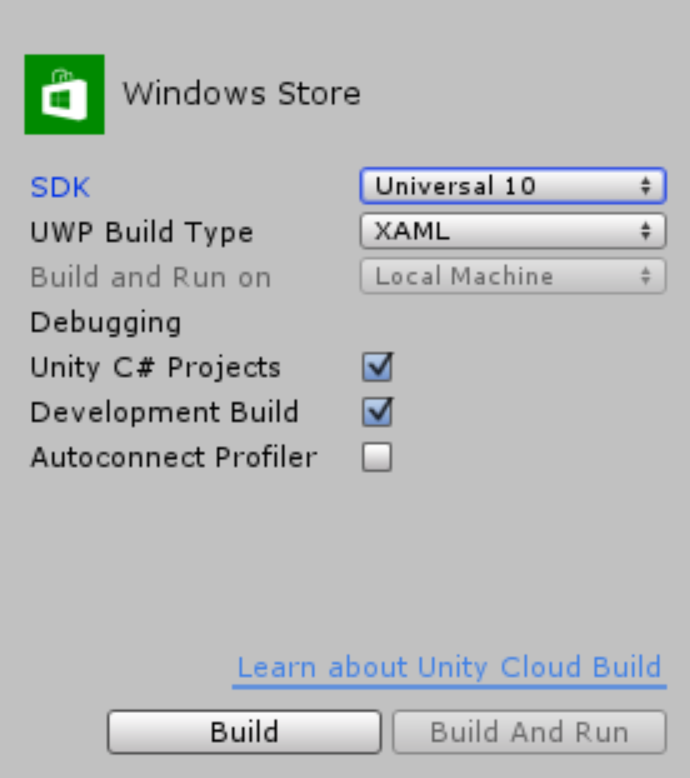 Windows Store
SDK Universal 10
UWP Build Type XAML
Build and Run on Local Machine
Debugging
Unity C# Projects
Development Build
Autoconnect Profiler
Learn about Unity Cloud Build
Build Build And Run